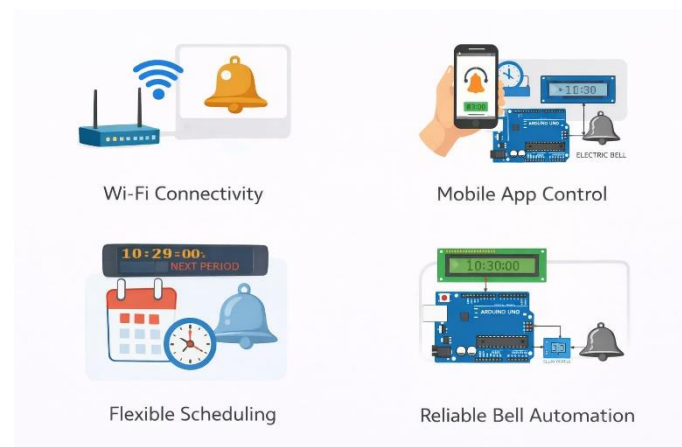 10:30
ARDUINO UNO
ELECTRIC BELL
Wi-Fi Connectivity
Mobile App Control
10:29=00
NEXT PERIOD
10:30:00
ARDUINO UNO
Flexible Scheduling
Reliable Bell Automation